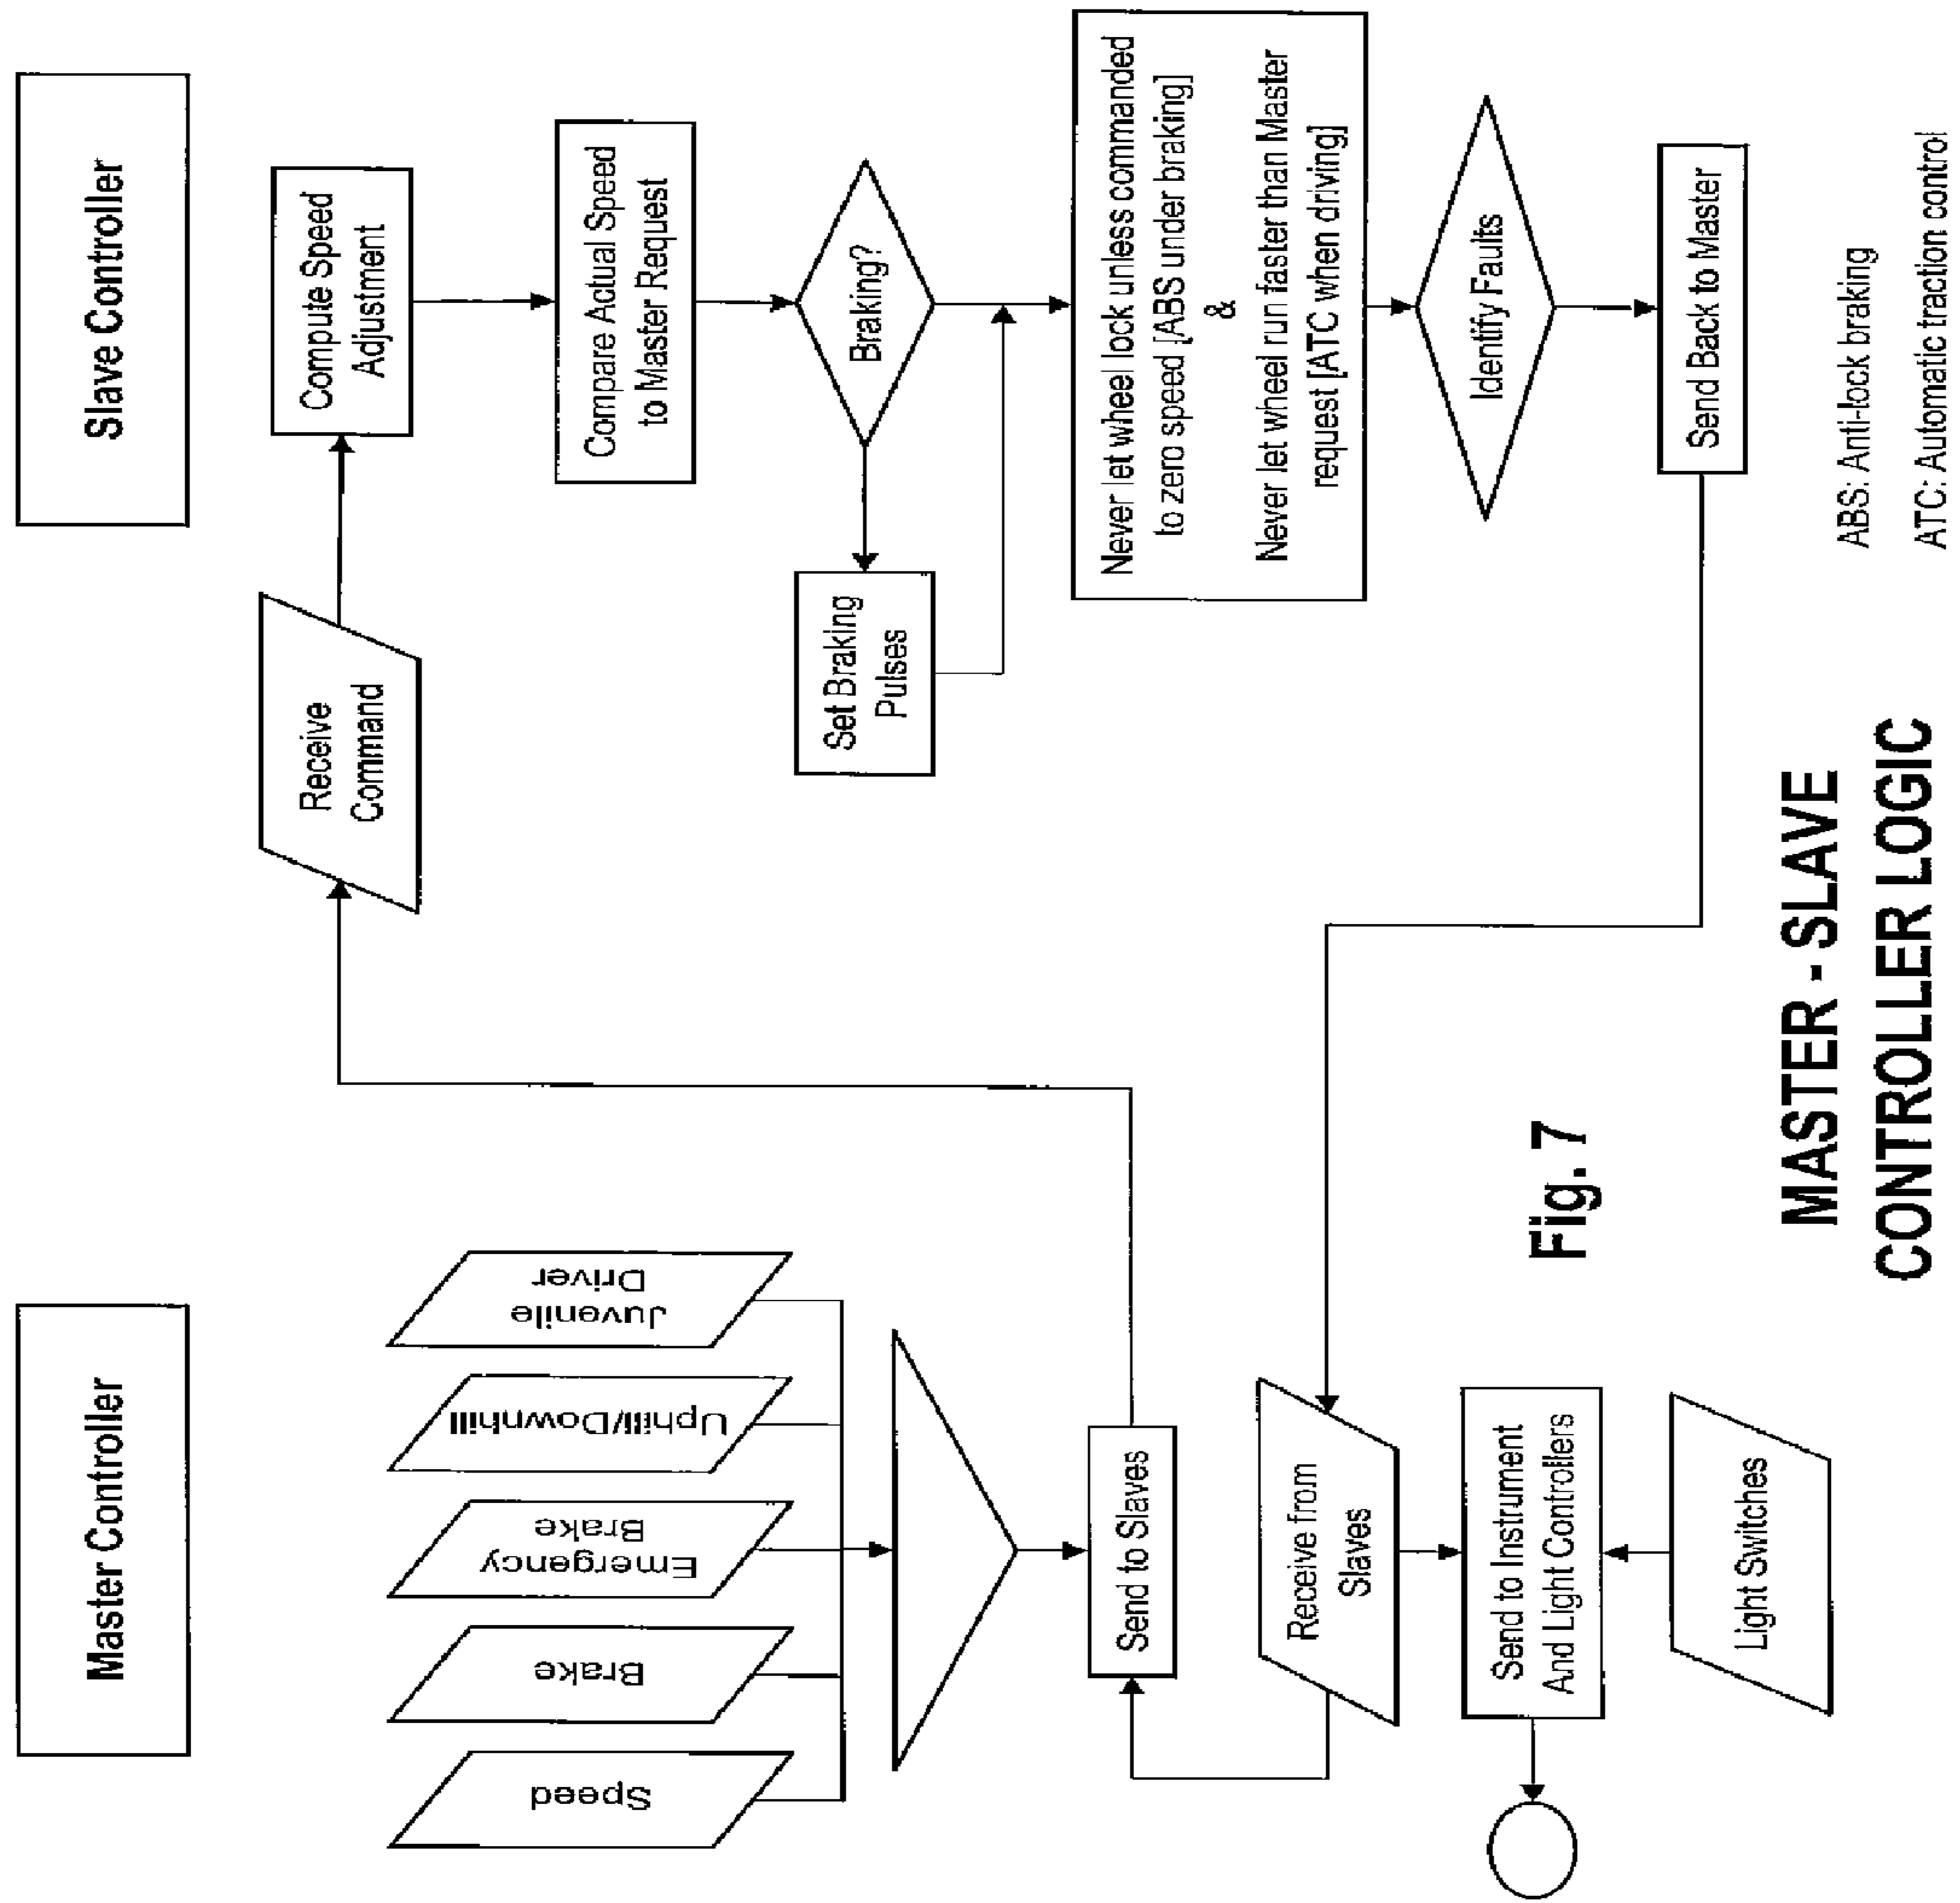 Master Controller
Slave Controller
Speed
Brake
Emergency
Brake
Uphill/Downhill
Juvenile
Driver
Send to Slaves
Receive from
Slaves
Send to Instrument
And Light Controllers
Light Switches
Receive
Command
Compute Speed
Adjustment
Compare Actual Speed
to Master Request
Braking?
Set Braking
Pulses
Never let wheel lock unless commanded
to zero speed [ABS under braking]
&
Never let wheel run faster than Master
request [ATC when driving]
Identify Faults
Send Back to Master
ABS: Anti-lock braking
ATC: Automatic traction control
Fig. 7
MASTER - SLAVE
CONTROLLER LOGIC